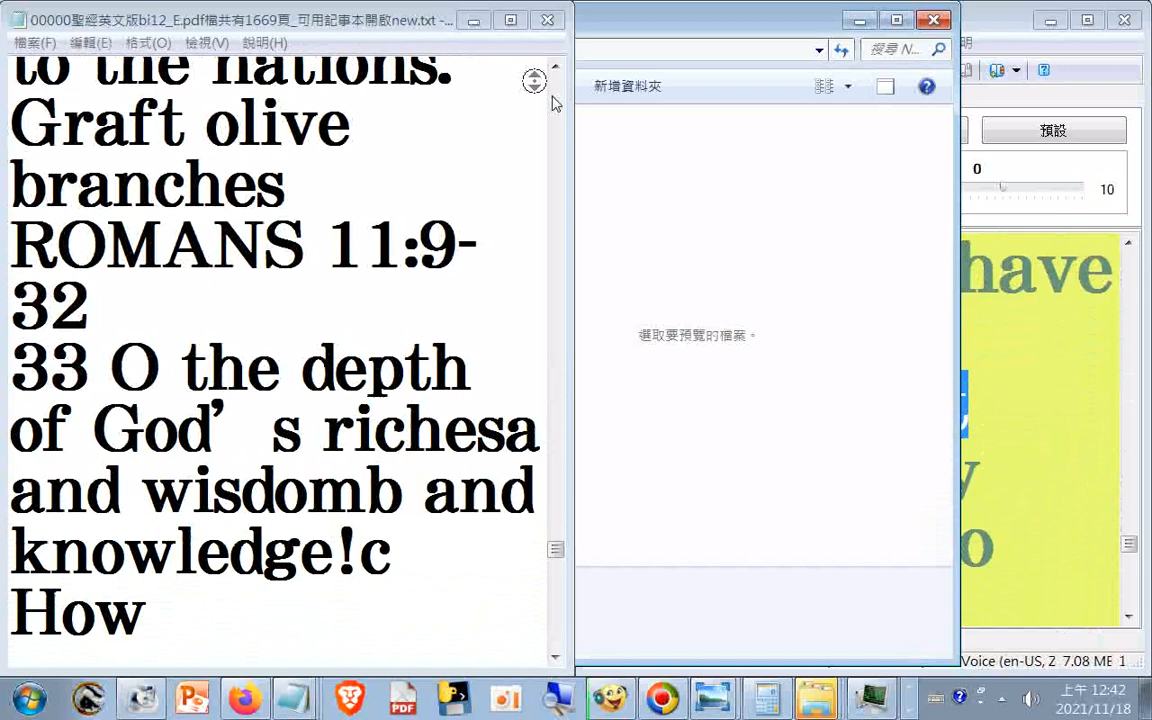 00000聖經英文版bi12_E.pdf檔共有1669頁_可用記事本開啟new.txt -...
檔案(F) 編輯(E) 格式(O) 檢視(V) 說明(H)
to the nations.
Graft olive
branches
ROMANS 11:9-
32
33 O the depth
of God’s richesa
and wisdomb and
knowledge!c
How
搜尋 N...
新增資料夾
選取要預覽的檔案。
明
預設
0
10
have
y
o
Voice (en-US, Z 7.08 MB 1
PDF
上午 12:42
2021/11/18